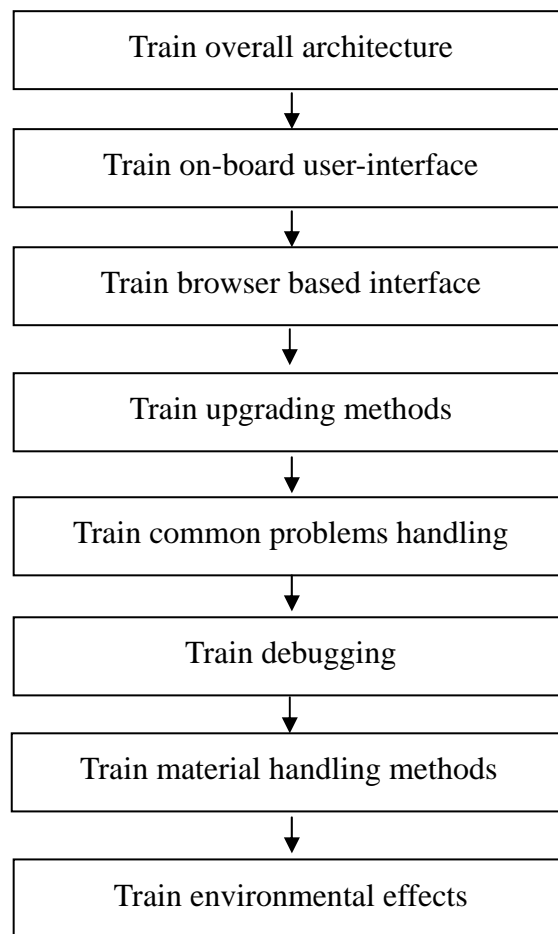 Train overall architecture
Train on-board user-interface
Train browser based interface
Train upgrading methods
Train common problems handling
Train debugging
Train material handling methods
Train environmental effects